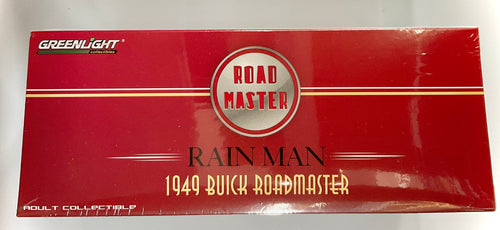 GREENLIGHT
collectibles
ROAD
MASTER
RAIN MAN
1949 BUICK ROADMASTER
ADULT COLLECTIBLE